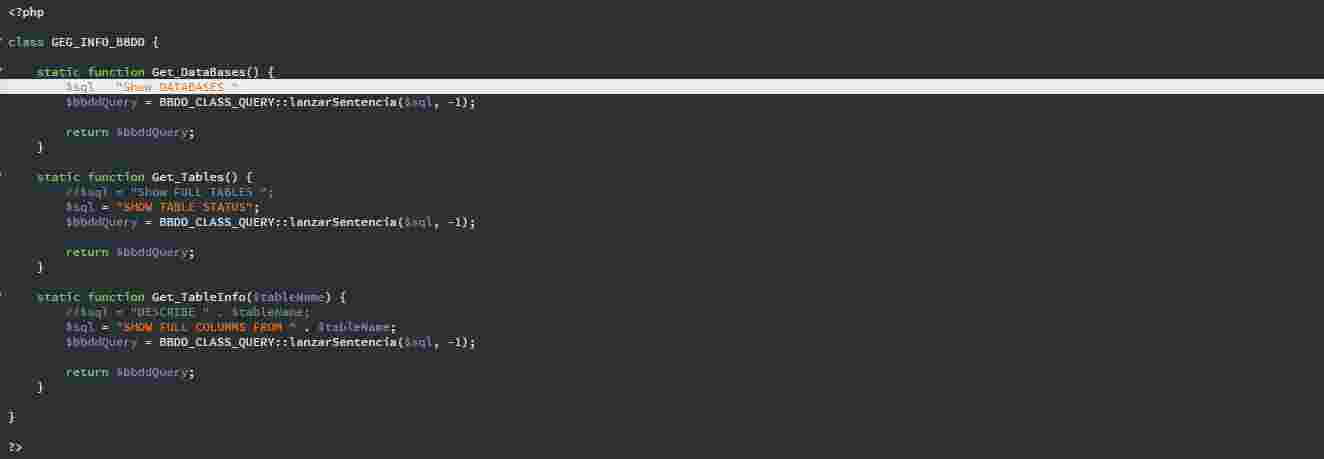 <?php
class GEG_INFO_BBDD {
static function Get_DataBases() {
$sql "Show DATABASES "
$bbddQuery = BBDD_CLASS_QUERY::lanzarSentencia($sql, -1);
return $bbddQuery;
}
static function Get_Tables() {
//$sql = "Show FULL TABLES ";
$sql = "SHOW TABLE STATUS";
$bbddQuery = BBDD_CLASS_QUERY::lanzarSentencia($sql, -1);
return $bbddQuery;
}
static function Get_TableInfo($tableName) {
//$sql = "DESCRIBE " . $tableName;
$sql = "SHOW FULL COLUMNS FROM " . $tableName;
$bbddQuery = BBDD_CLASS_QUERY::lanzarSentencia($sql, -1);
return $bbddQuery;
}
}
?>